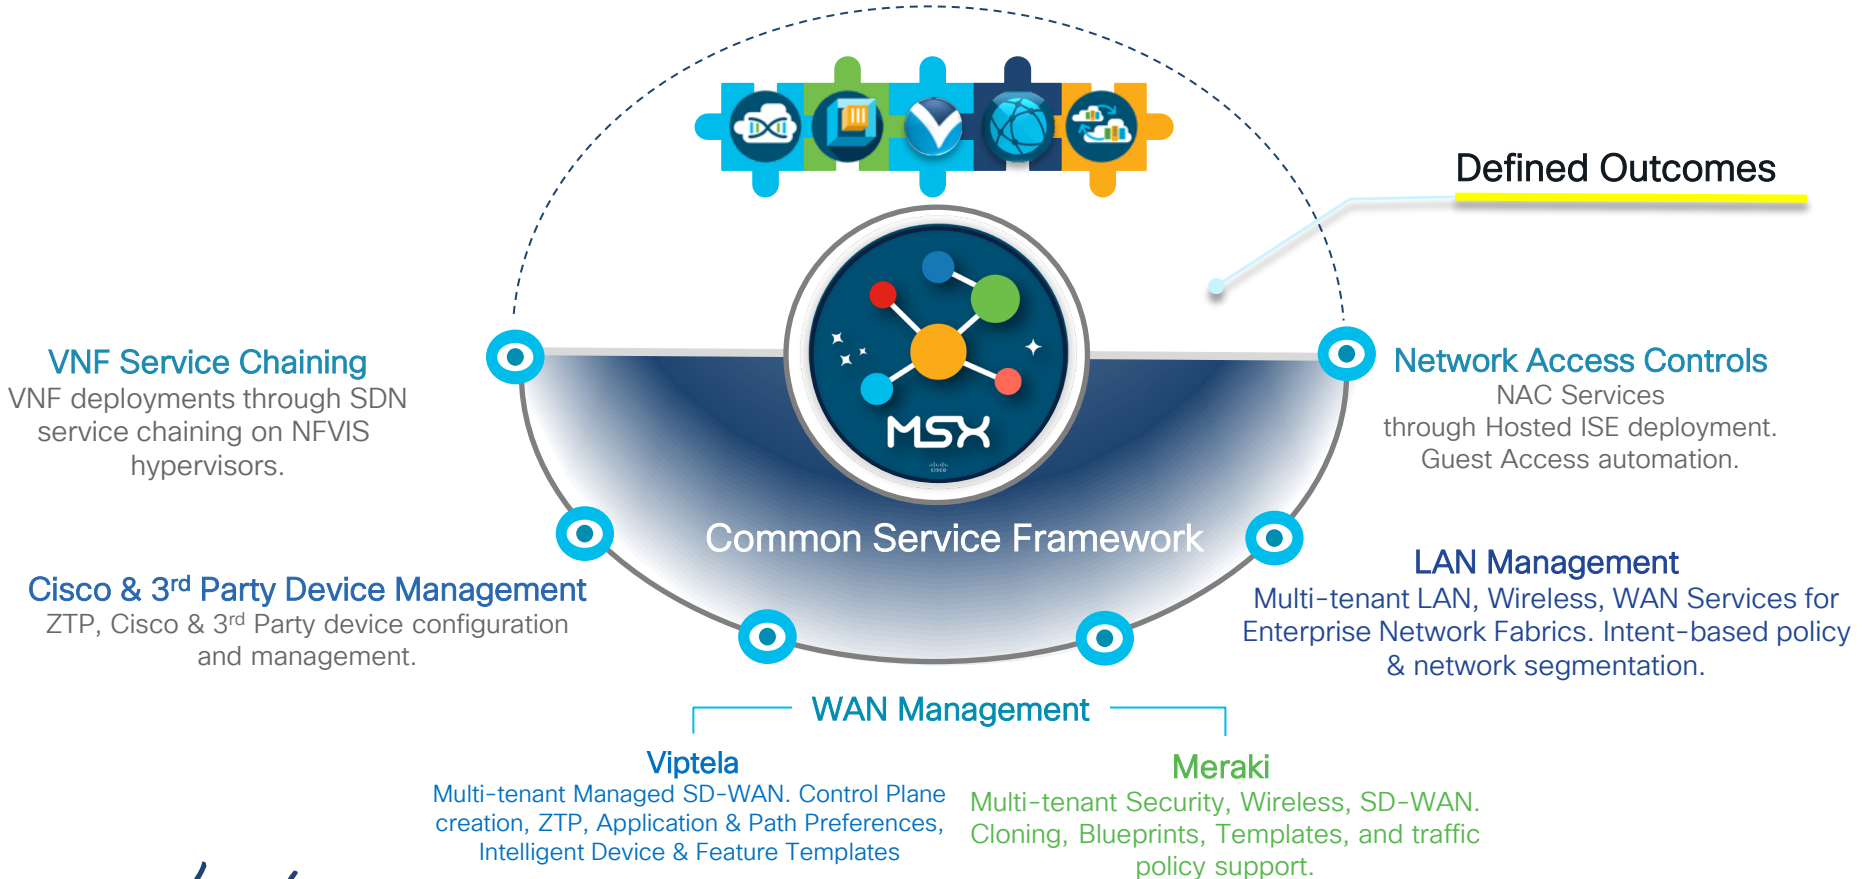 Defined Outcomes
MSX
CISCO
Common Service Framework
VNF Service Chaining
VNF deployments through SDN
service chaining on NFVIS
hypervisors.
Network Access Controls
NAC Services
through Hosted ISE deployment.
Guest Access automation.
Cisco & 3rd Party Device Management
ZTP, Cisco & 3rd Party device configuration
and management.
LAN Management
Multi-tenant LAN, Wireless, WAN Services for
Enterprise Network Fabrics. Intent-based policy
& network segmentation.
WAN Management
Viptela
Multi-tenant Managed SD-WAN. Control Plane
creation, ZTP, Application & Path Preferences,
Intelligent Device & Feature Templates
Meraki
Multi-tenant Security, Wireless, SD-WAN.
Cloning, Blueprints, Templates, and traffic
policy support.